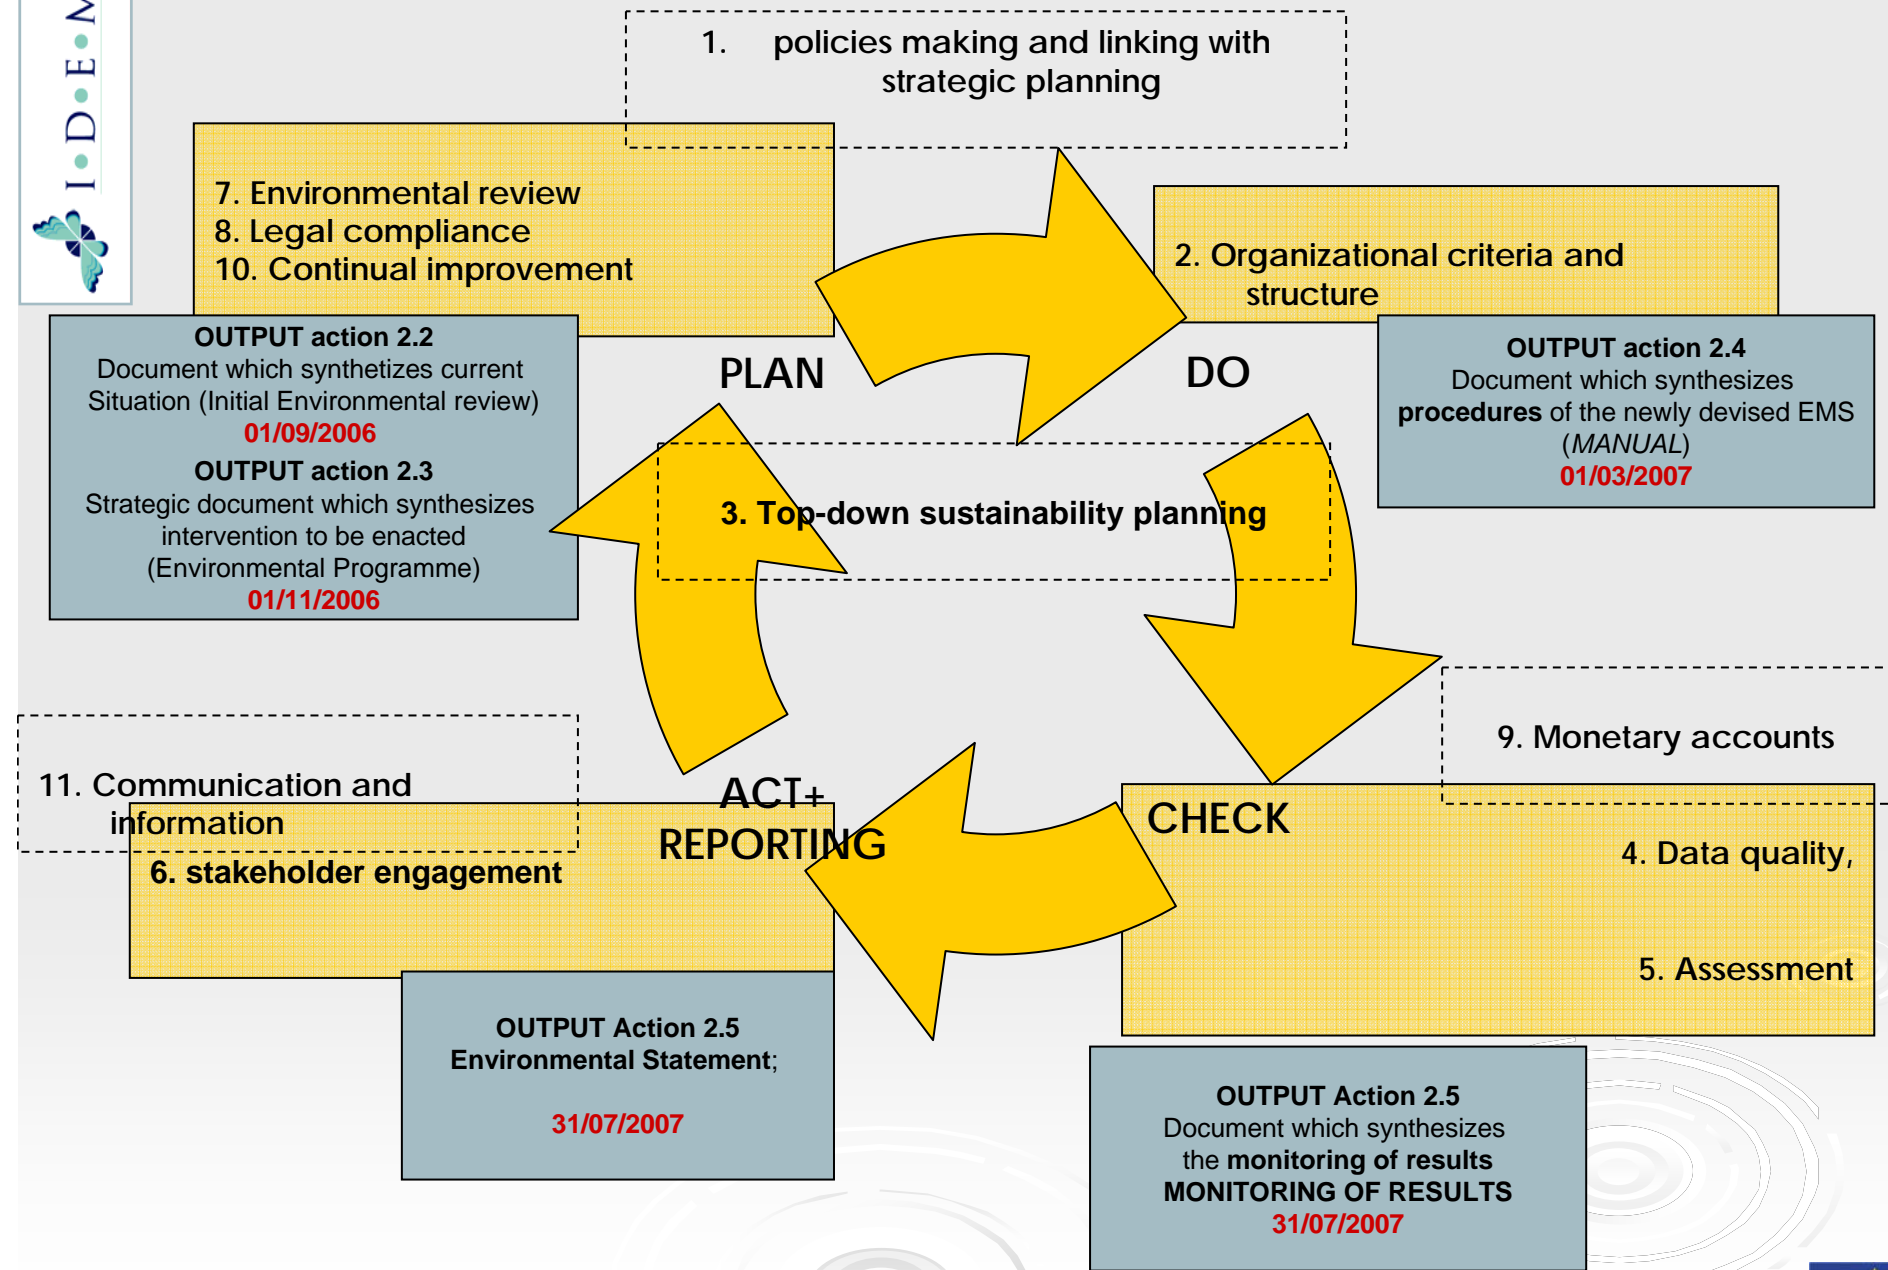 I•D•E•M
1. policies making and linking with
strategic planning
7. Environmental review
8. Legal compliance
10. Continual improvement
2. Organizational criteria and
structure
OUTPUT action 2.2
Document which synthetizes current
Situation (Initial Environmental review)
01/09/2006
OUTPUT action 2.3
Strategic document which synthesizes
intervention to be enacted
(Environmental Programme)
01/11/2006
PLAN
DO
OUTPUT action 2.4
Document which synthesizes
procedures of the newly devised EMS
(MANUAL)
01/03/2007
3. Top-down sustainability planning
9. Monetary accounts
11. Communication and
information
6. stakeholder engagement
ACT+
REPORTING
CHECK
4. Data quality,
5. Assessment
OUTPUT Action 2.5
Environmental Statement;
31/07/2007
OUTPUT Action 2.5
Document which synthesizes
the monitoring of results
MONITORING OF RESULTS
31/07/2007